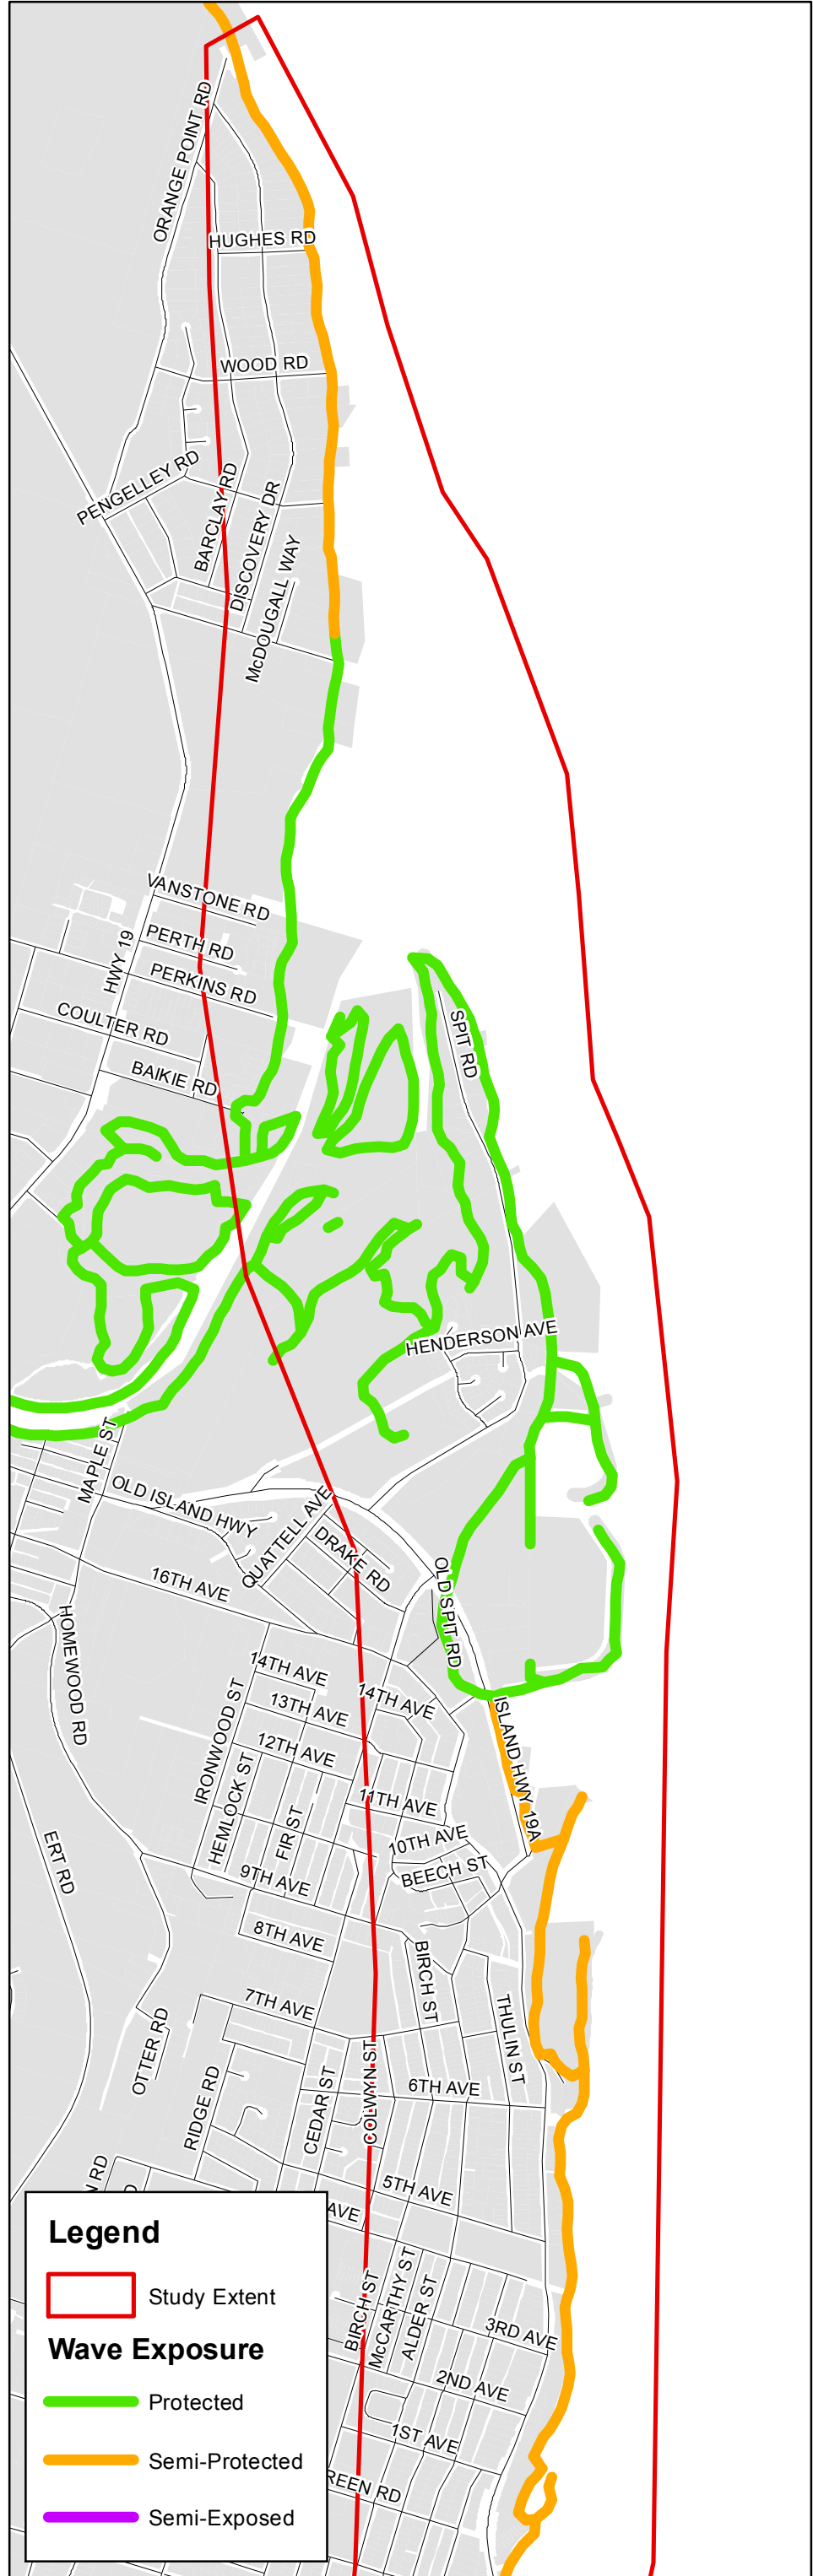 ORANGE POINT RD
HUGHES RD
WOOD RD
PENGELLEY RD
BARCLAY RD
DISCOVERY DR
McDOUGALL WAY
VANSTONE RD
HWY 19
PERTH RD
PERKINS RD
COULTER RD
BAIKIE RD
SPIT RD
HENDERSON AVE
MAPLE ST
OLD ISLAND HWY
QUATTELL AVE
DRAKE RD
16TH AVE
OLD SPIT RD
HOMEWOOD RD
14TH AVE
14TH AVE
13TH AVE
IRONWOOD ST
12TH AVE
ISLAND HWY 19A
HEMLOCK ST
11TH AVE
FIR ST
10TH AVE
ERT RD
BEECH ST
9TH AVE
8TH AVE
BIRCH ST
7TH AVE
THULIN ST
OTTER RD
RIDGE RD
CEDAR ST
COLWYN ST
6TH AVE
N RD
D
5TH AVE
AVE
BIRCH ST
McCARTHY ST
ALDER ST
3RD AVE
2ND AVE
1ST AVE
REEN RD
Legend
Study Extent
Wave Exposure
Protected
Semi-Protected
Semi-Exposed